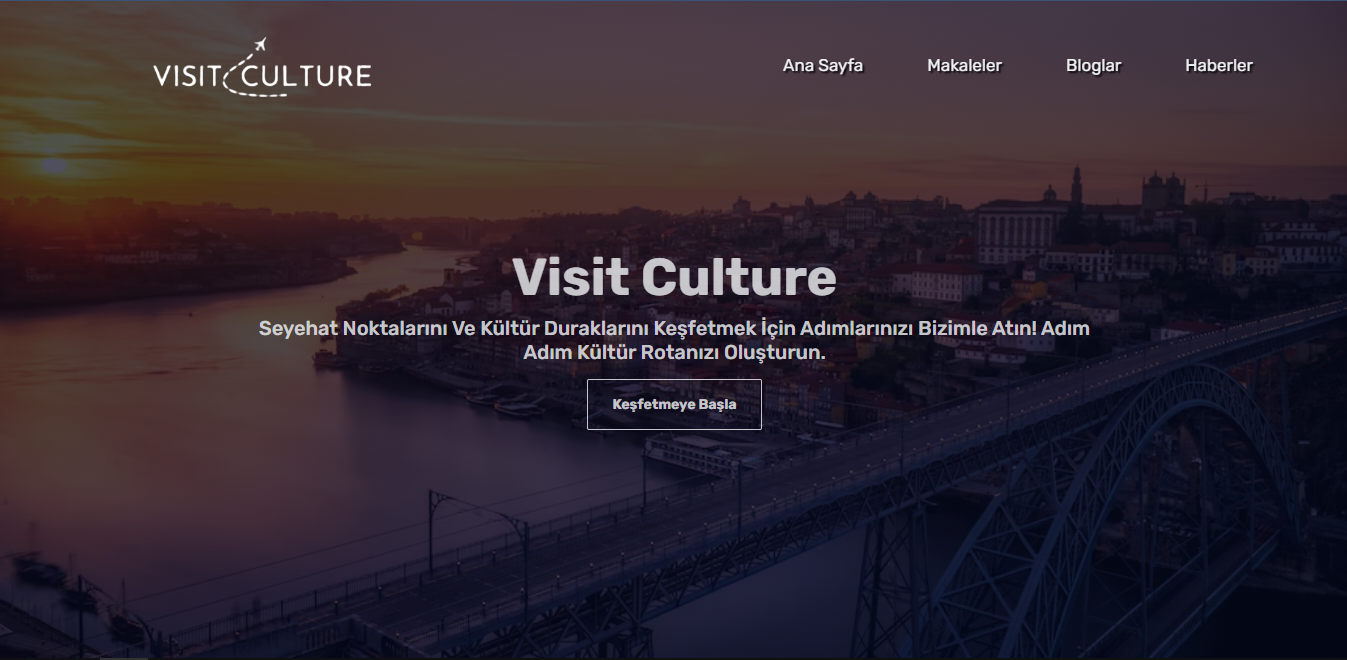 VISIT CULTURE
Ana Sayfa
Makaleler
Bloglar
Haberler
Visit Culture
Seyehat Noktalarını Ve Kültür Duraklarını Keşfetmek İçin Adımlarınızı Bizimle Atın! Adım
Adım Kültür Rotanızı Oluşturun.
Keşfetmeye Başla